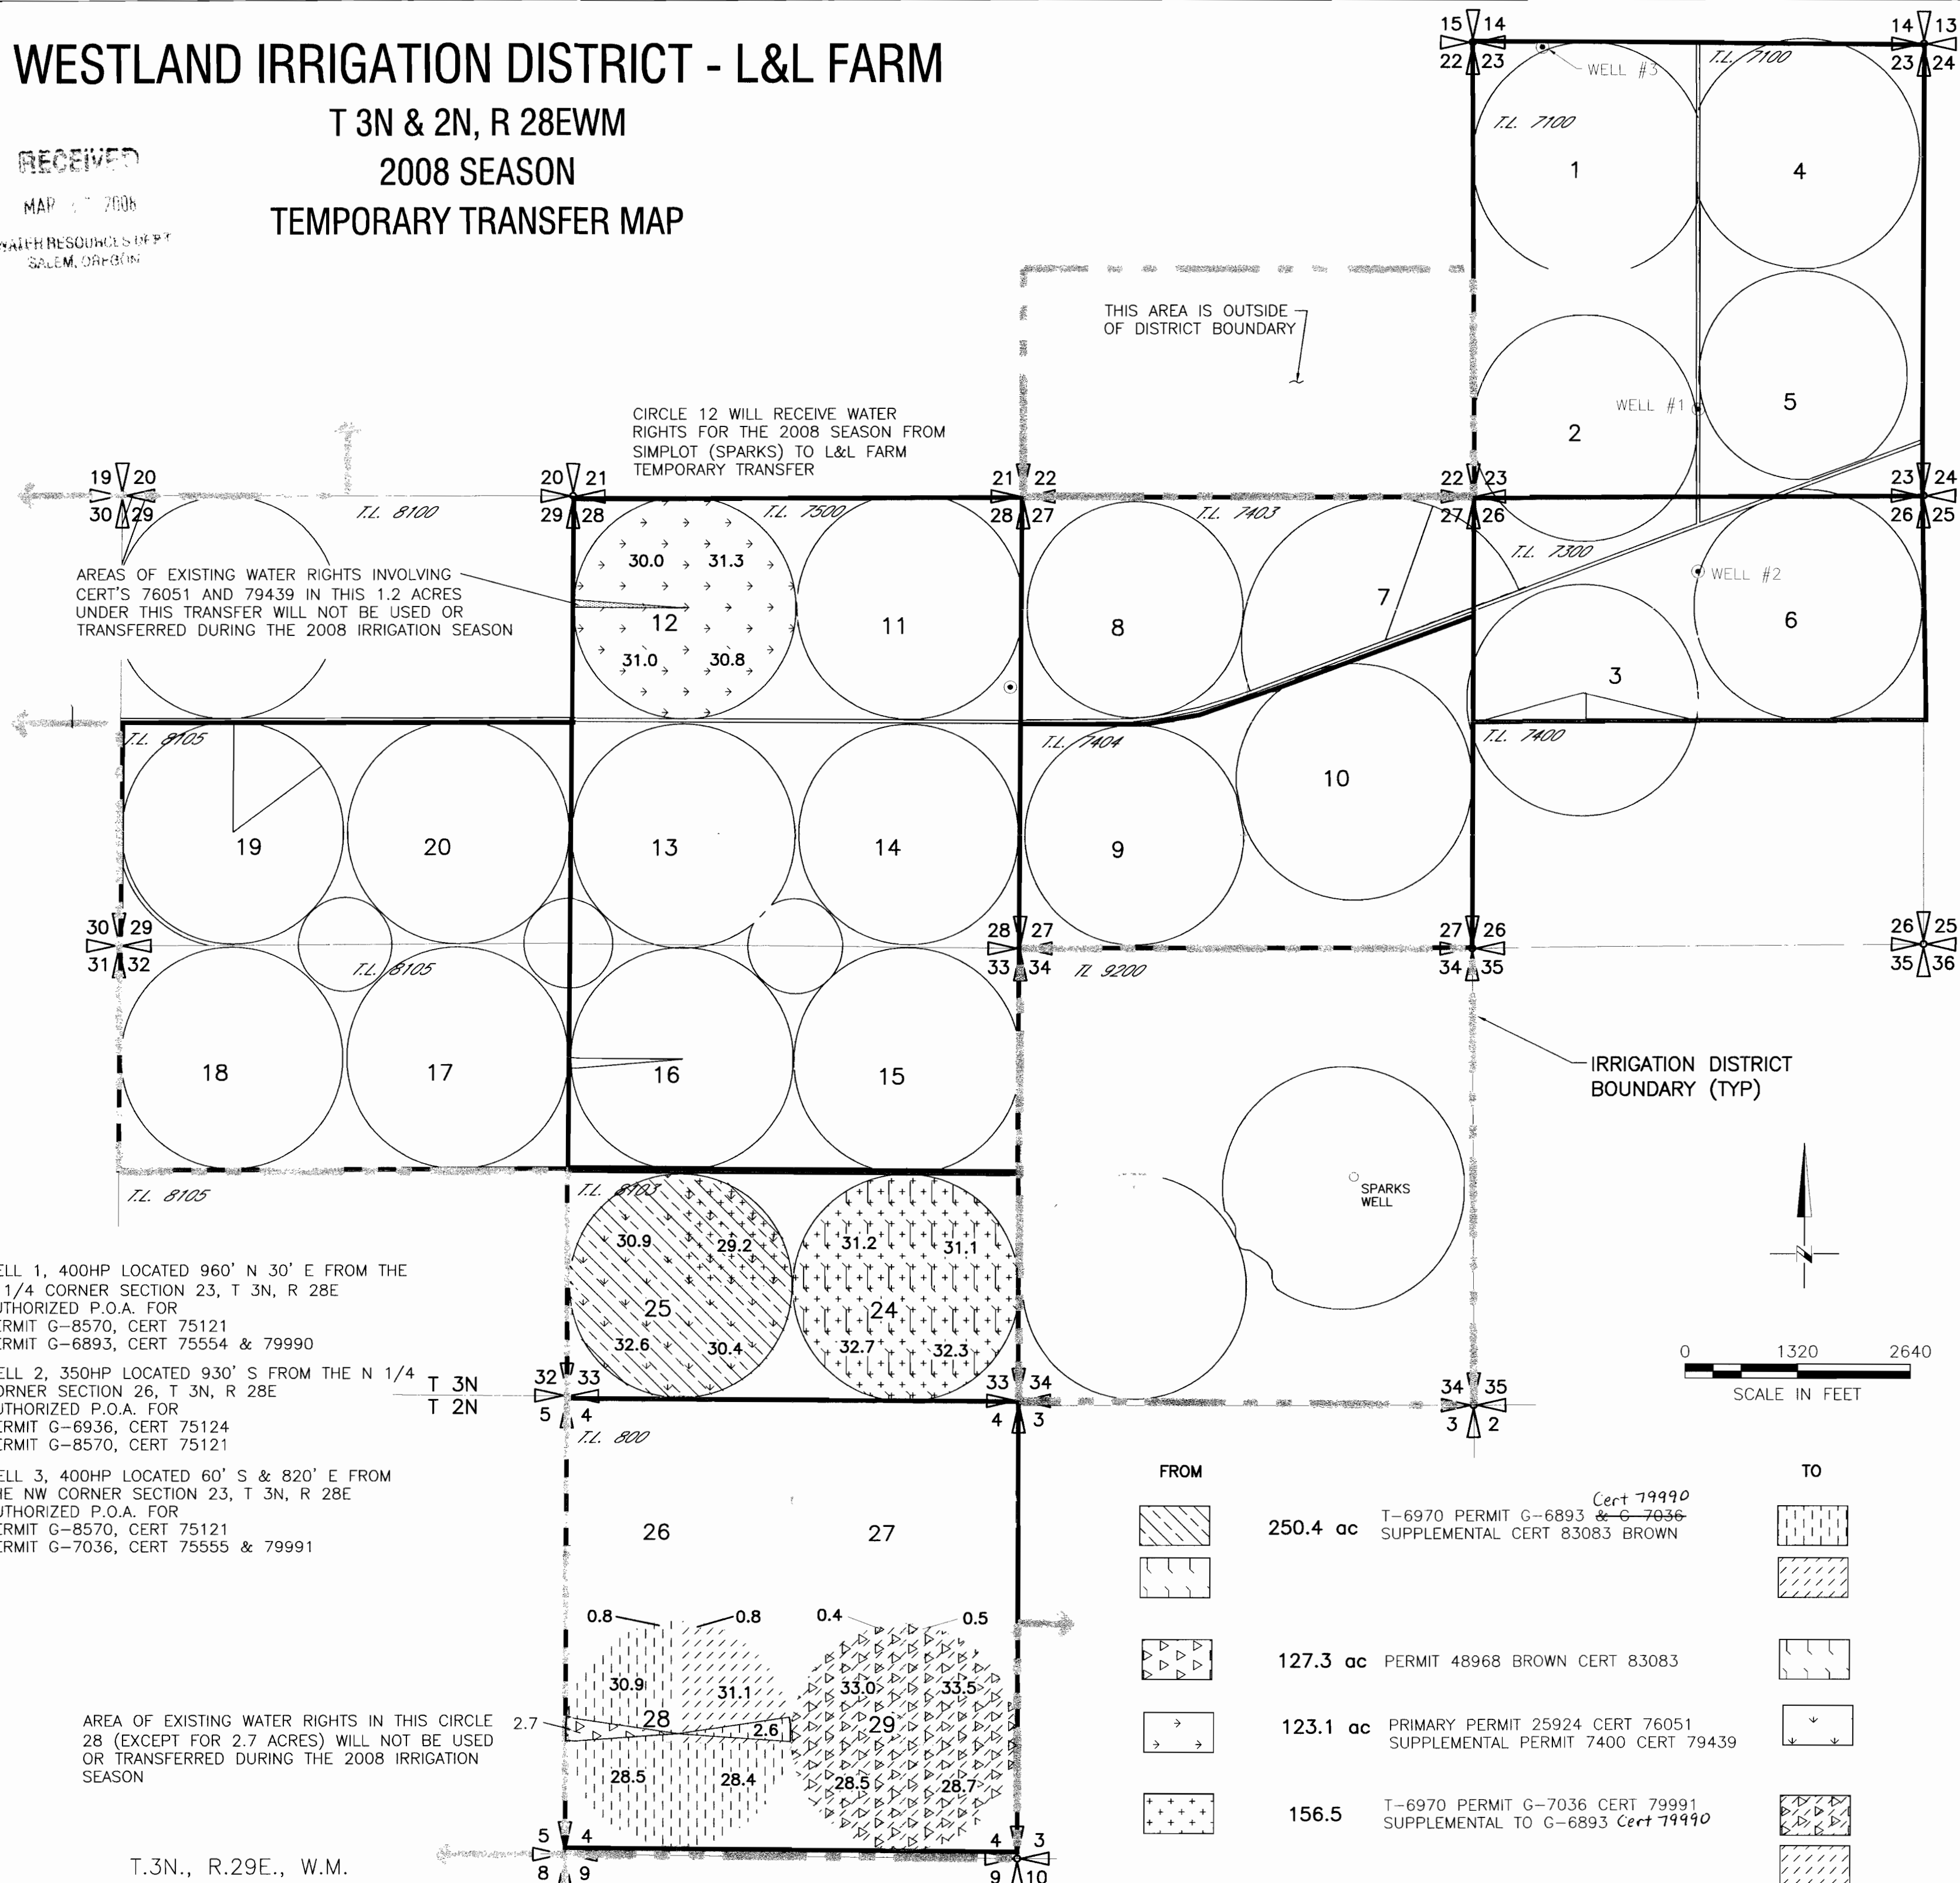 WESTLAND IRRIGATION DISTRICT - L&L FARM
T 3N & 2N, R 28EWM
2008 SEASON
TEMPORARY TRANSFER MAP
RECEIVED
MAR 2008
WATER RESOURCES DEPT
SALEM, OREGON
15 14
22 23
14 13
23 24
WELL #3
T.L. 7100
T.L. 7100
1
4
THIS AREA IS OUTSIDE
OF DISTRICT BOUNDARY
2
5
WELL #1
CIRCLE 12 WILL RECEIVE WATER
RIGHTS FOR THE 2008 SEASON FROM
SIMPLOT (SPARKS) TO L&L FARM
TEMPORARY TRANSFER
19 20
30 29
20 21
29 28
21 22
28 27
22 23
27 26
23 24
26 25
T.L. 8100
T.L. 7500
T.L. 7403
T.L. 7300
WELL #2
AREAS OF EXISTING WATER RIGHTS INVOLVING
CERT'S 76051 AND 79439 IN THIS 1.2 ACRES
UNDER THIS TRANSFER WILL NOT BE USED OR
TRANSFERRED DURING THE 2008 IRRIGATION SEASON
30.0 31.3
12
31.0 30.8
11
8
7
6
3
T.L. 8105
T.L. 7404
T.L. 7400
10
19
20
13
14
9
30 29
31 32
28 27
33 34
27 26
34 35
26 25
35 36
T.L. 8105
TL 9200
18
17
16
15
IRRIGATION DISTRICT
BOUNDARY (TYP)
SPARKS
WELL
T.L. 8105
T.L. 8103
30.9 29.2
25
32.6 30.4
31.2 31.1
24
32.7 32.3
ELL 1, 400HP LOCATED 960' N 30' E FROM THE
1/4 CORNER SECTION 23, T 3N, R 28E
UTHORIZED P.O.A. FOR
ERMIT G-8570, CERT 75121
ERMIT G-6893, CERT 75554 & 79990
ELL 2, 350HP LOCATED 930' S FROM THE N 1/4
ORNER SECTION 26, T 3N, R 28E
UTHORIZED P.O.A. FOR
ERMIT G-6936, CERT 75124
ERMIT G-8570, CERT 75121
ELL 3, 400HP LOCATED 60' S & 820' E FROM
HE NW CORNER SECTION 23, T 3N, R 28E
UTHORIZED P.O.A. FOR
ERMIT G-8570, CERT 75121
ERMIT G-7036, CERT 75555 & 79991
T 3N
T 2N
32 33
5 4
33 34
4 3
34 35
3 2
T.L. 800
N
0 1320 2640
SCALE IN FEET
26
27
0.8 0.8
0.4 0.5
30.9 31.1
2.7
28
2.6
28.5 28.4
33.0 33.5
29
28.5 28.7
AREA OF EXISTING WATER RIGHTS IN THIS CIRCLE
28 (EXCEPT FOR 2.7 ACRES) WILL NOT BE USED
OR TRANSFERRED DURING THE 2008 IRRIGATION
SEASON
5 4
8 9
4 3
9 10
T.3N., R.29E., W.M.
FROM
TO
Cert 79990
250.4 ac T-6970 PERMIT G-6893 & G-7036
SUPPLEMENTAL CERT 83083 BROWN
127.3 ac PERMIT 48968 BROWN CERT 83083
123.1 ac PRIMARY PERMIT 25924 CERT 76051
SUPPLEMENTAL PERMIT 7400 CERT 79439
156.5 T-6970 PERMIT G-7036 CERT 79991
SUPPLEMENTAL TO G-6893 Cert 79990